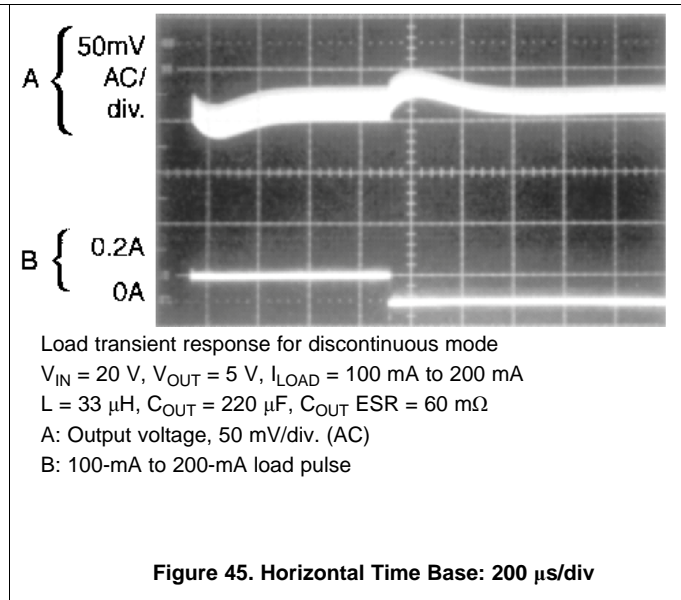 A { 50mV
AC/
div.
B { 0.2A
0A
Load transient response for discontinuous mode
V_IN = 20 V, V_OUT = 5 V, I_LOAD = 100 mA to 200 mA
L = 33 μH, C_OUT = 220 μF, C_OUT ESR = 60 mΩ
A: Output voltage, 50 mV/div. (AC)
B: 100-mA to 200-mA load pulse
Figure 45. Horizontal Time Base: 200 μs/div